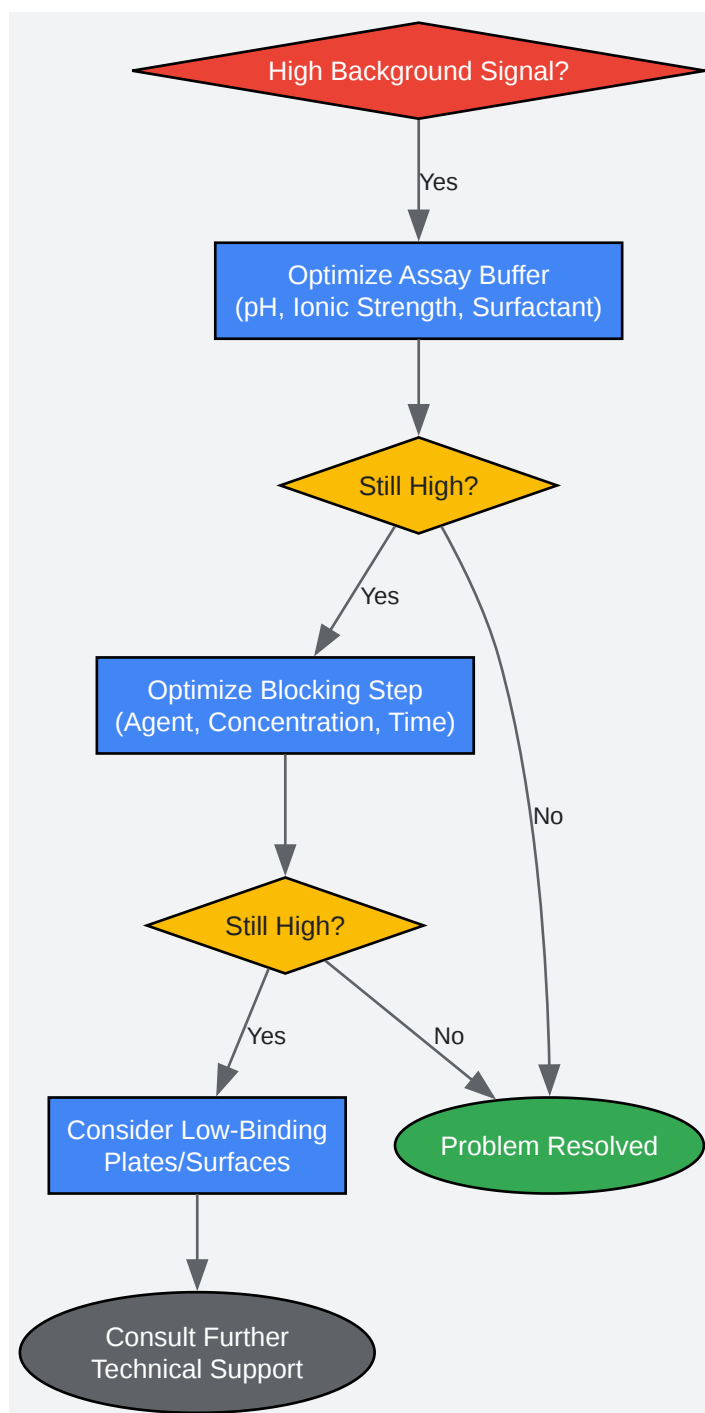 High Background Signal?
Yes
Optimize Assay Buffer
(pH, Ionic Strength, Surfactant)
Still High?
Yes
Optimize Blocking Step
(Agent, Concentration, Time)
No
Still High?
Yes
No
Consider Low-Binding
Plates/Surfaces
Problem Resolved
Consult Further
Technical Support